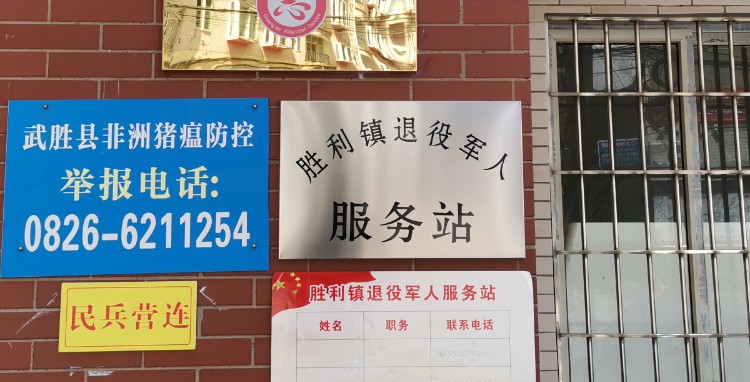 武胜县非洲猪瘟防控
举报电话:
0826-6211254
胜利镇退役军人
服务站
民兵营连
胜利镇退役军人服务站
姓名 职务 联系电话